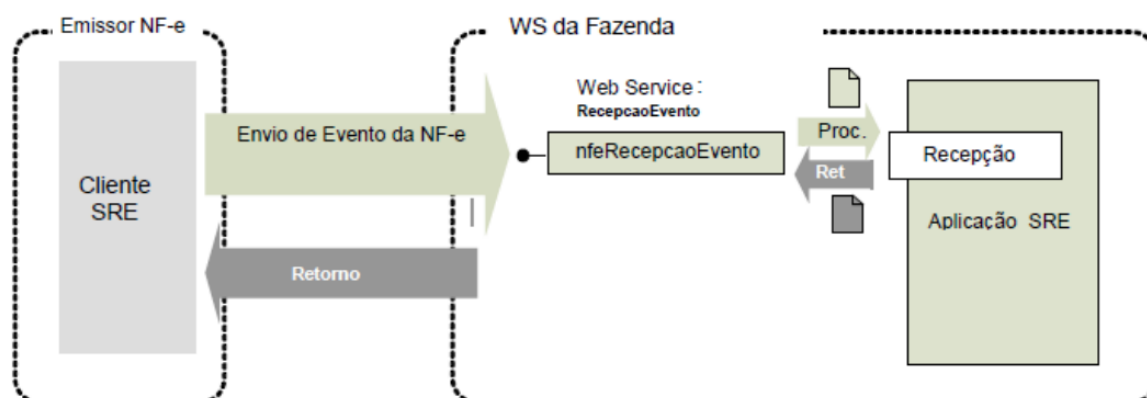 Emissor NF-e
WS da Fazenda
Cliente
SRE
Envio de Evento da NF-e
Web Service:
RecepcaoEvento
nfeRecepcaoEvento
Proc.
Ret
Recepção
Aplicação SRE
Retorno